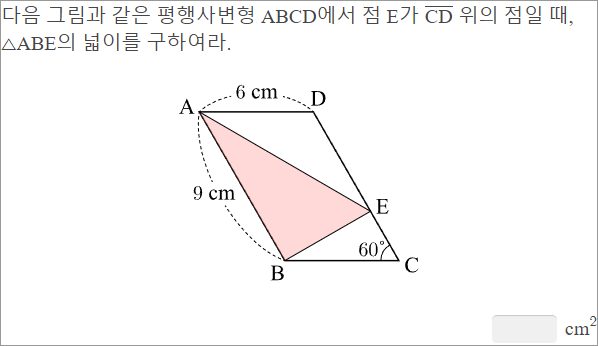 다음 그림과 같은 평행사변형 ABCD에서 점 E가 C̅D̅ 위의 점일 때,
△ABE의 넓이를 구하여라.
6 cm
A
D
9 cm
E
60°
B
C
cm²